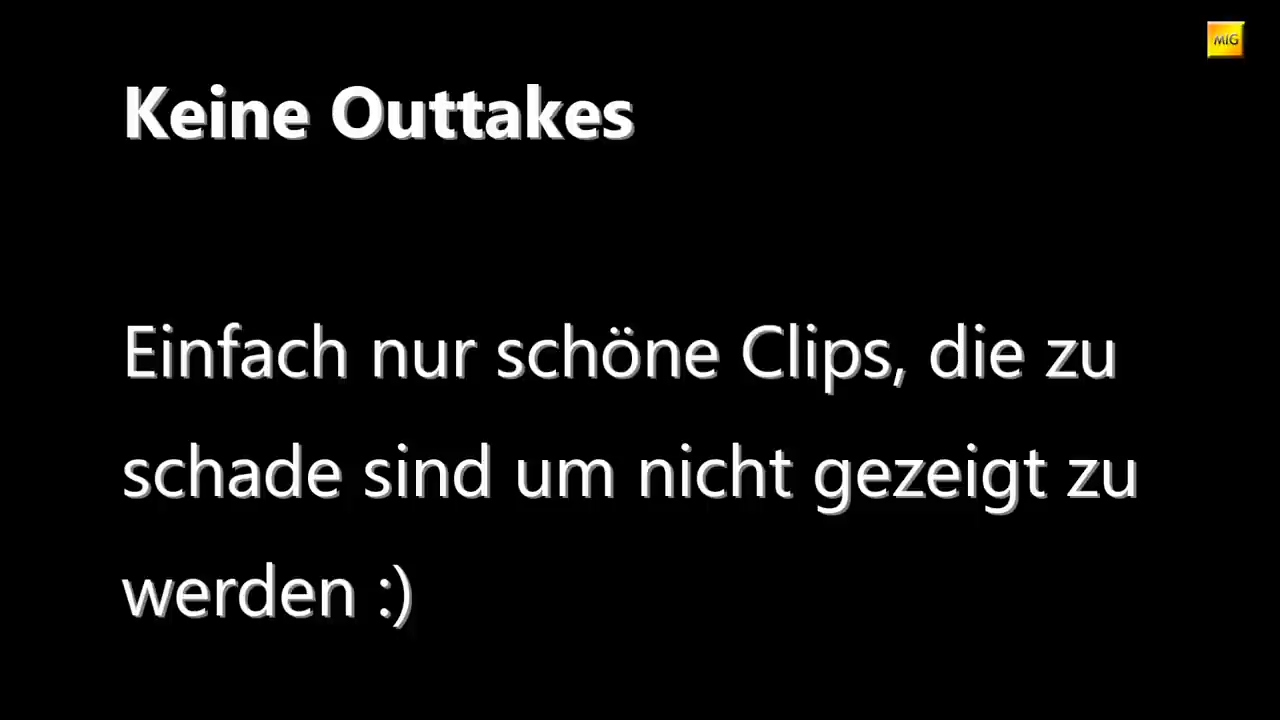 MIG
Keine Outtakes
Einfach nur schöne Clips, die zu
schade sind um nicht gezeigt zu
werden :)